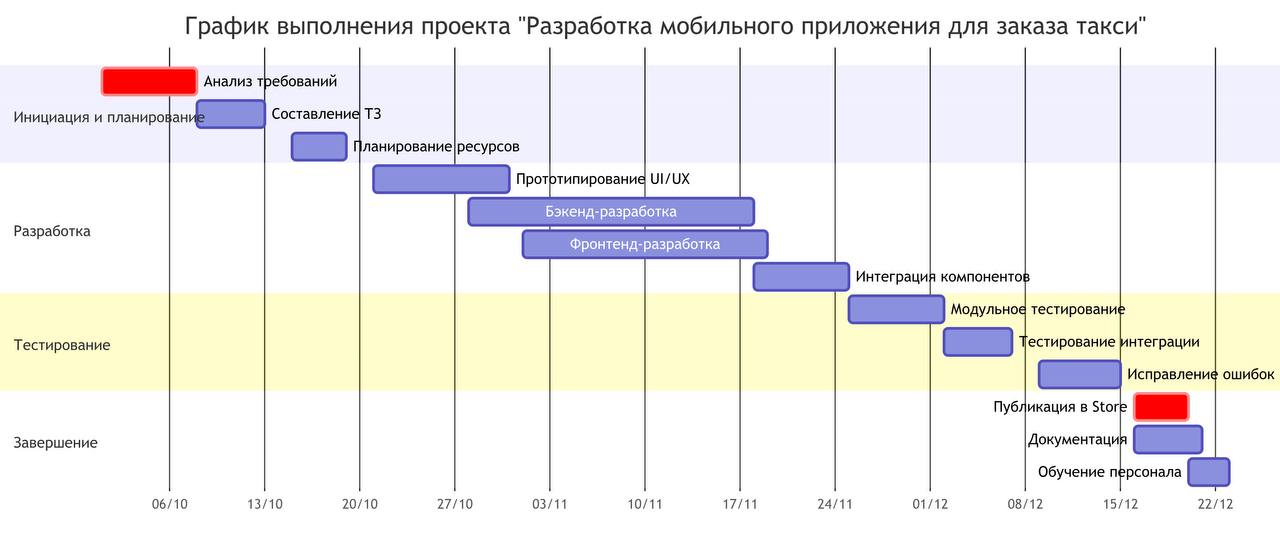 График выполнения проекта "Разработка мобильного приложения для заказа такси"
Анализ требований
Инициация и планирование
Составление ТЗ
Планирование ресурсов
Прототипирование UI/UX
Бэкенд-разработка
Разработка
Фронтенд-разработка
Интеграция компонентов
Модульное тестирование
Тестирование
Тестирование интеграции
Исправление ошибок
Публикация в Store
Завершение
Документация
Обучение персонала
06/10 13/10 20/10 27/10 03/11 10/11 17/11 24/11 01/12 08/12 15/12 22/12